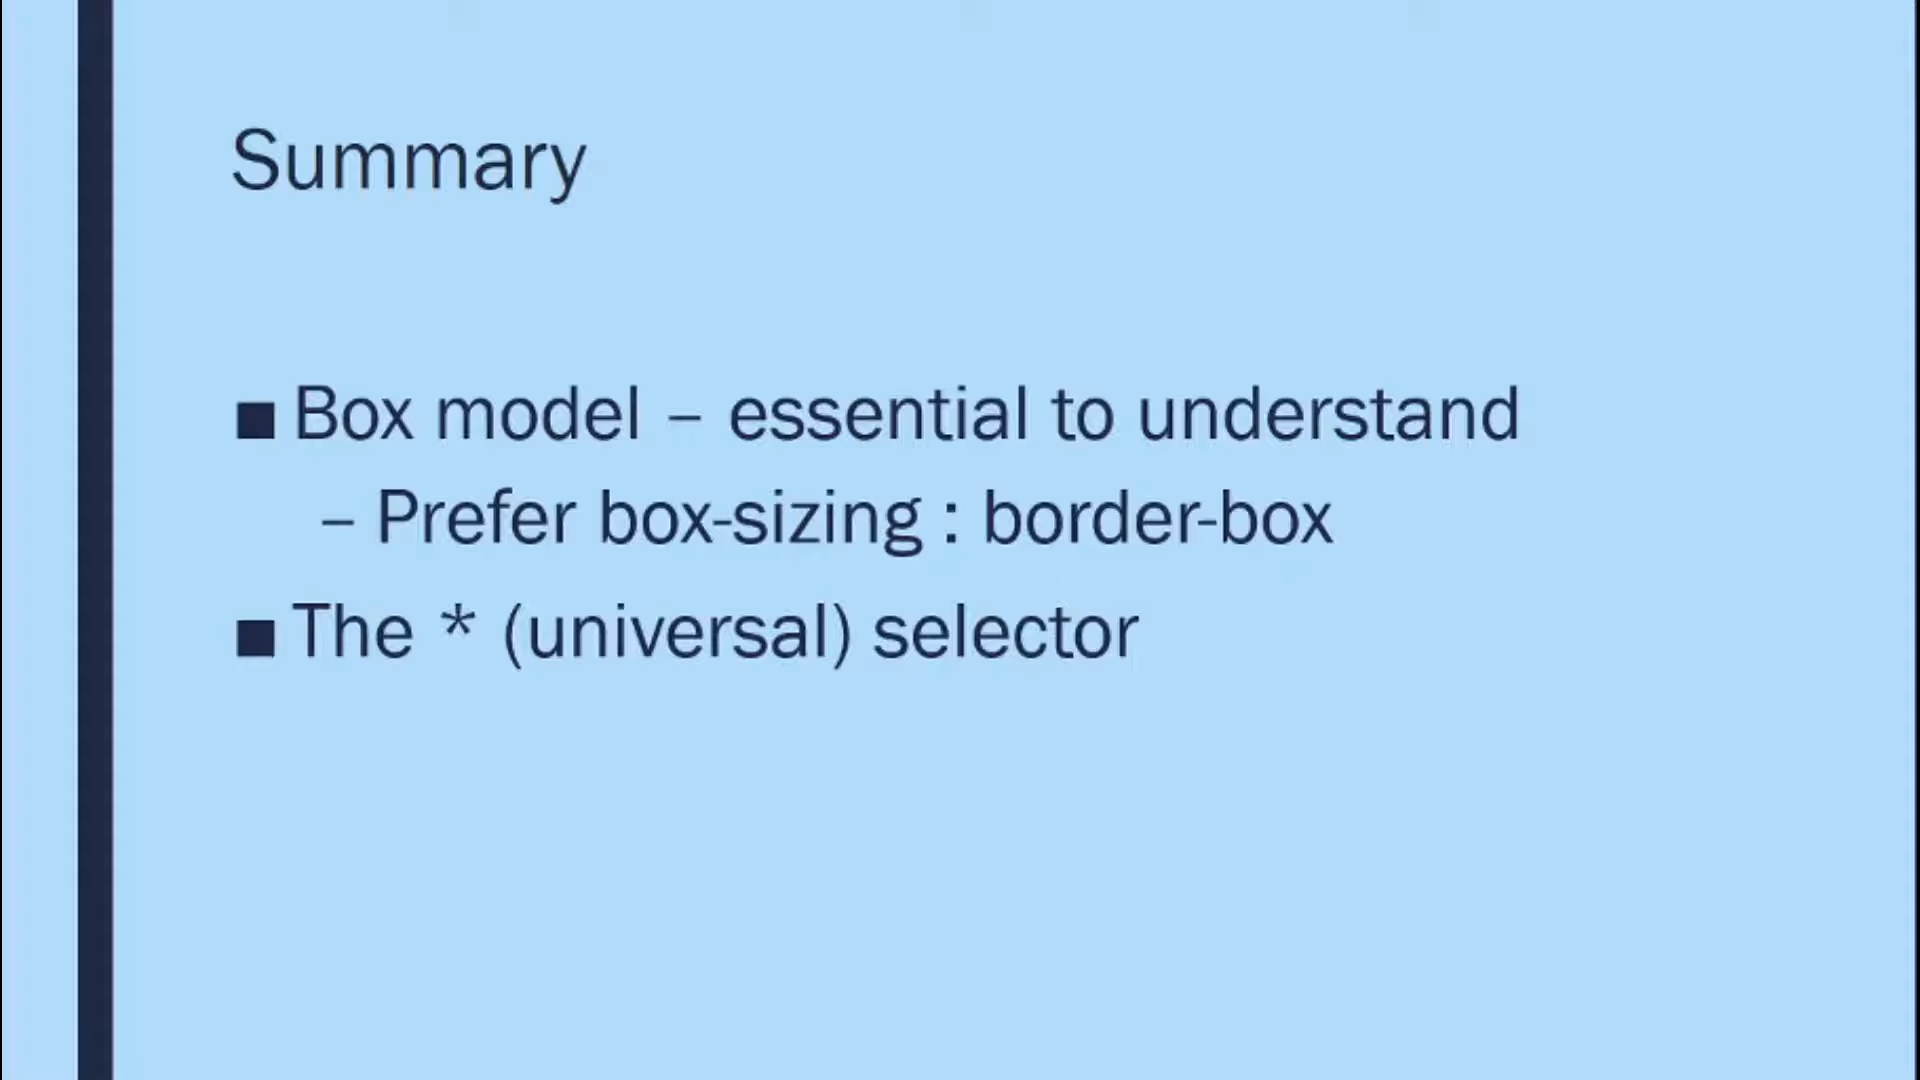 Summary
■ Box model – essential to understand
– Prefer box-sizing : border-box
■ The * (universal) selector